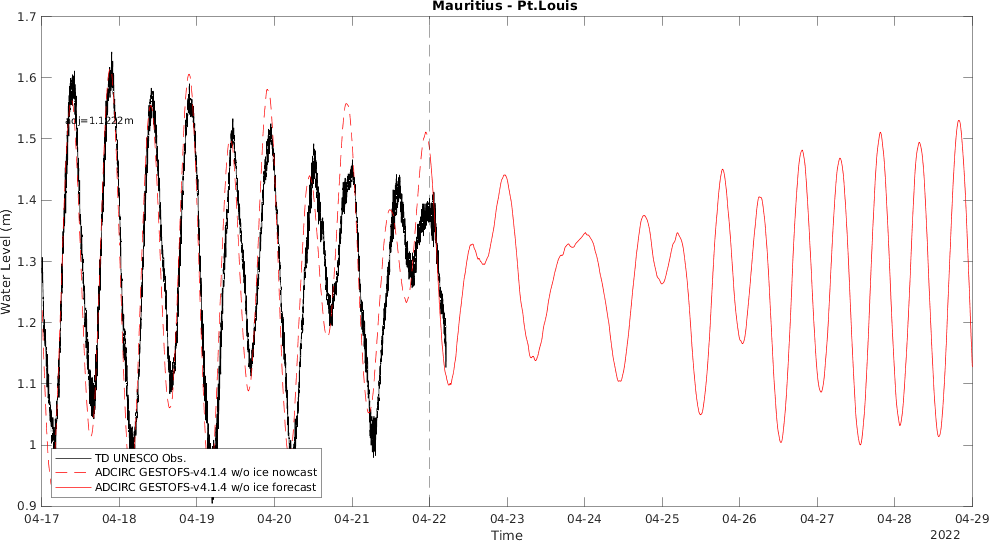 Mauritius - Pt.Louis
1.7
1.6
1.5
1.4
1.3
1.2
1.1
1
0.9
Water Level (m)
adj=1.1222m
TD UNESCO Obs.
ADCIRC GESTOFS-v4.1.4 w/o ice nowcast
ADCIRC GESTOFS-v4.1.4 w/o ice forecast
04-17 04-18 04-19 04-20 04-21 04-22 04-23 04-24 04-25 04-26 04-27 04-28 04-29
Time
2022